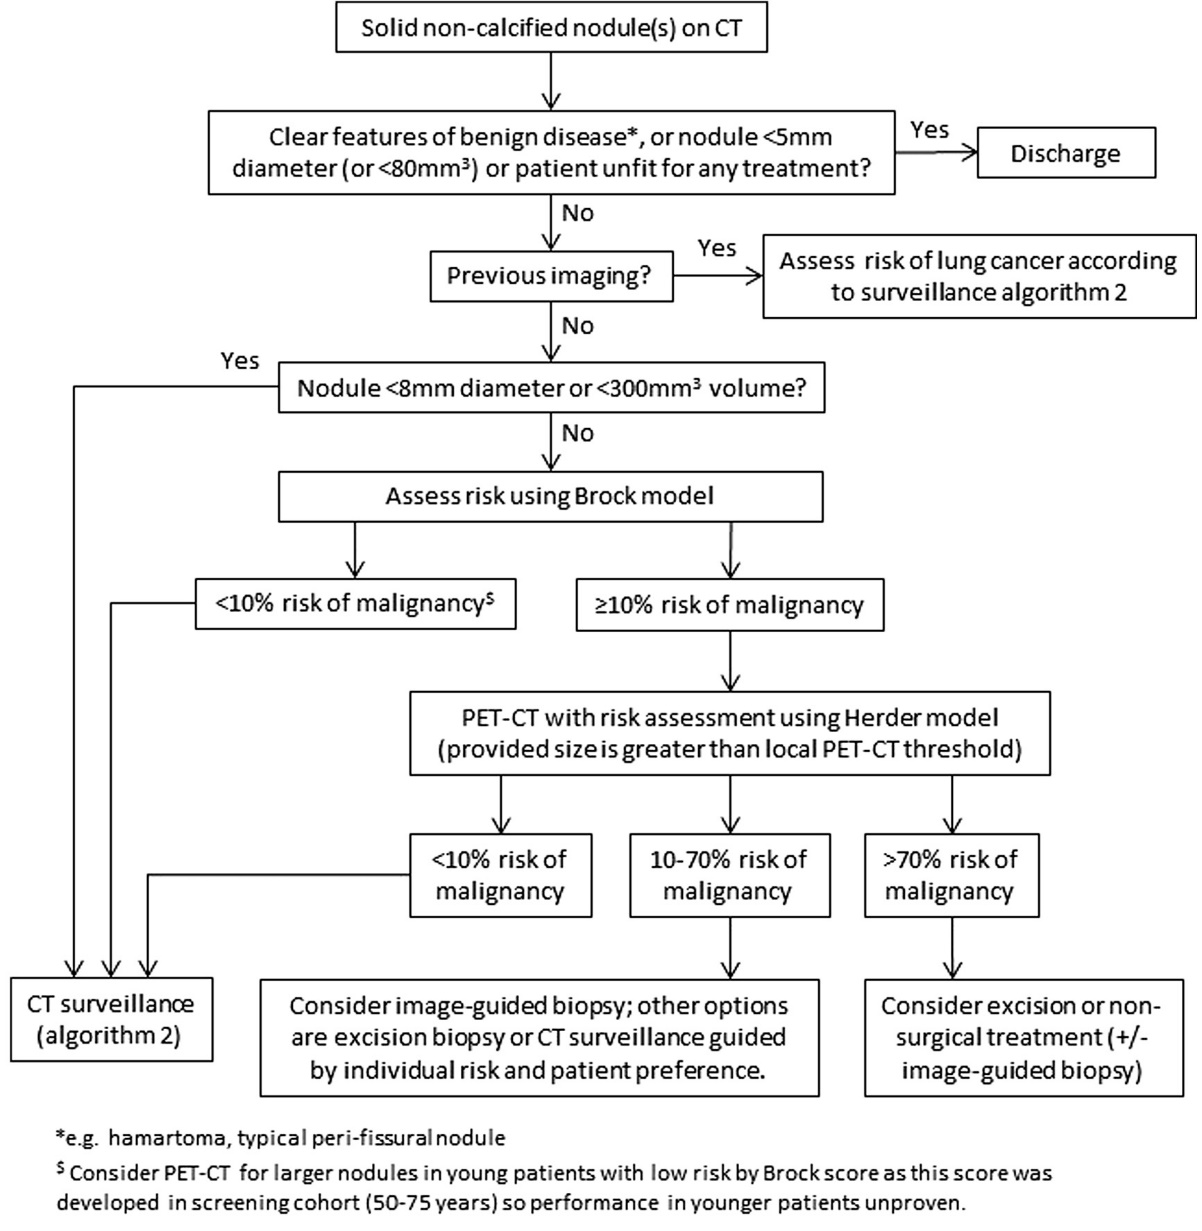 Solid non-calcified nodule(s) on CT
Clear features of benign disease*, or nodule <5mm
diameter (or <80mm³) or patient unfit for any treatment?
Yes
Discharge
No
Previous imaging?
Yes
Assess risk of lung cancer according
to surveillance algorithm 2
No
Yes
Nodule <8mm diameter or <300mm³ volume?
No
Assess risk using Brock model
<10% risk of malignancy$
≥10% risk of malignancy
PET-CT with risk assessment using Herder model
(provided size is greater than local PET-CT threshold)
<10% risk of
malignancy
10-70% risk of
malignancy
>70% risk of
malignancy
CT surveillance
(algorithm 2)
Consider image-guided biopsy; other options
are excision biopsy or CT surveillance guided
by individual risk and patient preference.
Consider excision or non-
surgical treatment (+/-
image-guided biopsy)
*e.g. hamartoma, typical peri-fissural nodule
$ Consider PET-CT for larger nodules in young patients with low risk by Brock score as this score was
developed in screening cohort (50-75 years) so performance in younger patients unproven.